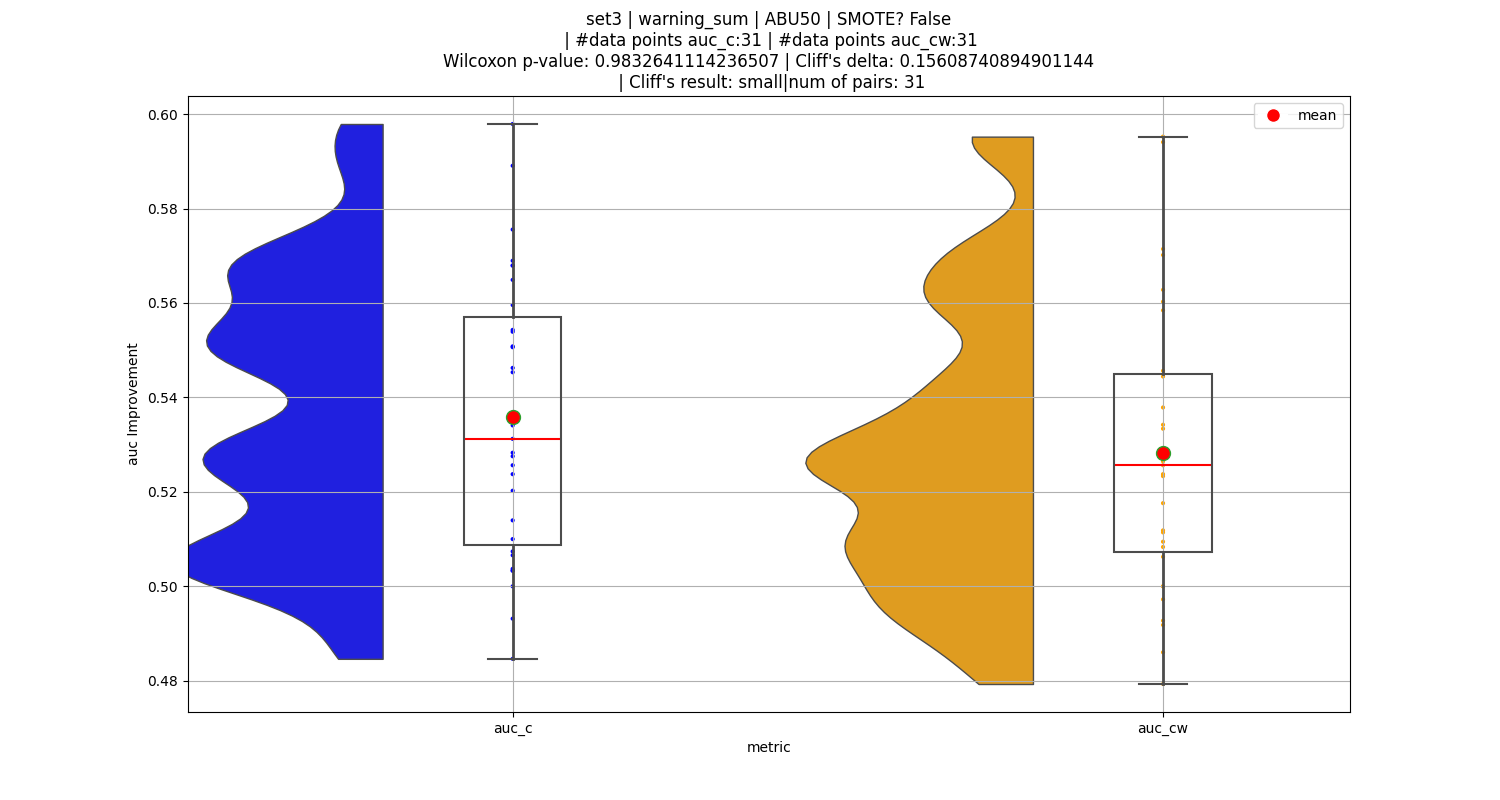 set3 | warning_sum | ABU50 | SMOTE? False
| #data points auc_c:31 | #data points auc_cw:31
Wilcoxon p-value: 0.9832641114236507 | Cliff's delta: 0.15608740894901144
| Cliff's result: small|num of pairs: 31
mean
0.60
0.58
0.56
0.54
0.52
0.50
0.48
auc Improvement
auc_c
auc_cw
metric